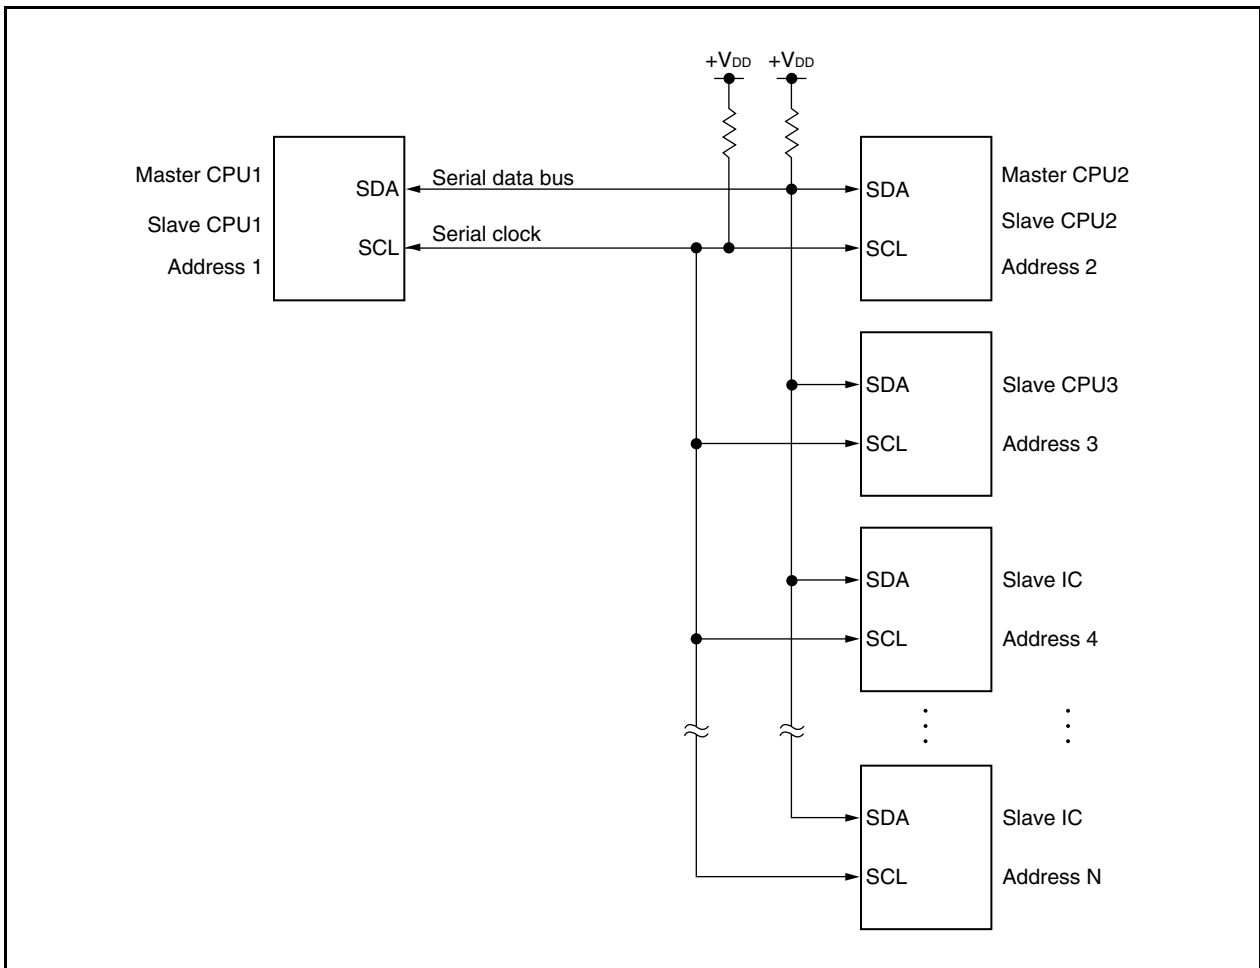 +VDD +VDD
Master CPU1
Slave CPU1
Address 1
SDA
SCL
Serial data bus
Serial clock
SDA
SCL
Master CPU2
Slave CPU2
Address 2
SDA
SCL
Slave CPU3
Address 3
SDA
SCL
Slave IC
Address 4
SDA
SCL
Slave IC
Address N